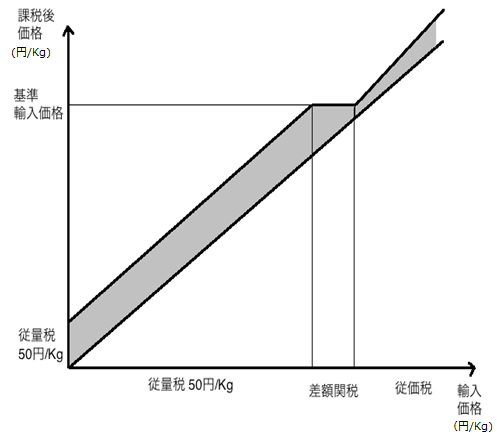 課税後
価格
(円/Kg)
基準
輸入価格
従量税
50円/Kg
従量税 50円/Kg
差額関税
従価税
輸入
価格
(円/Kg)